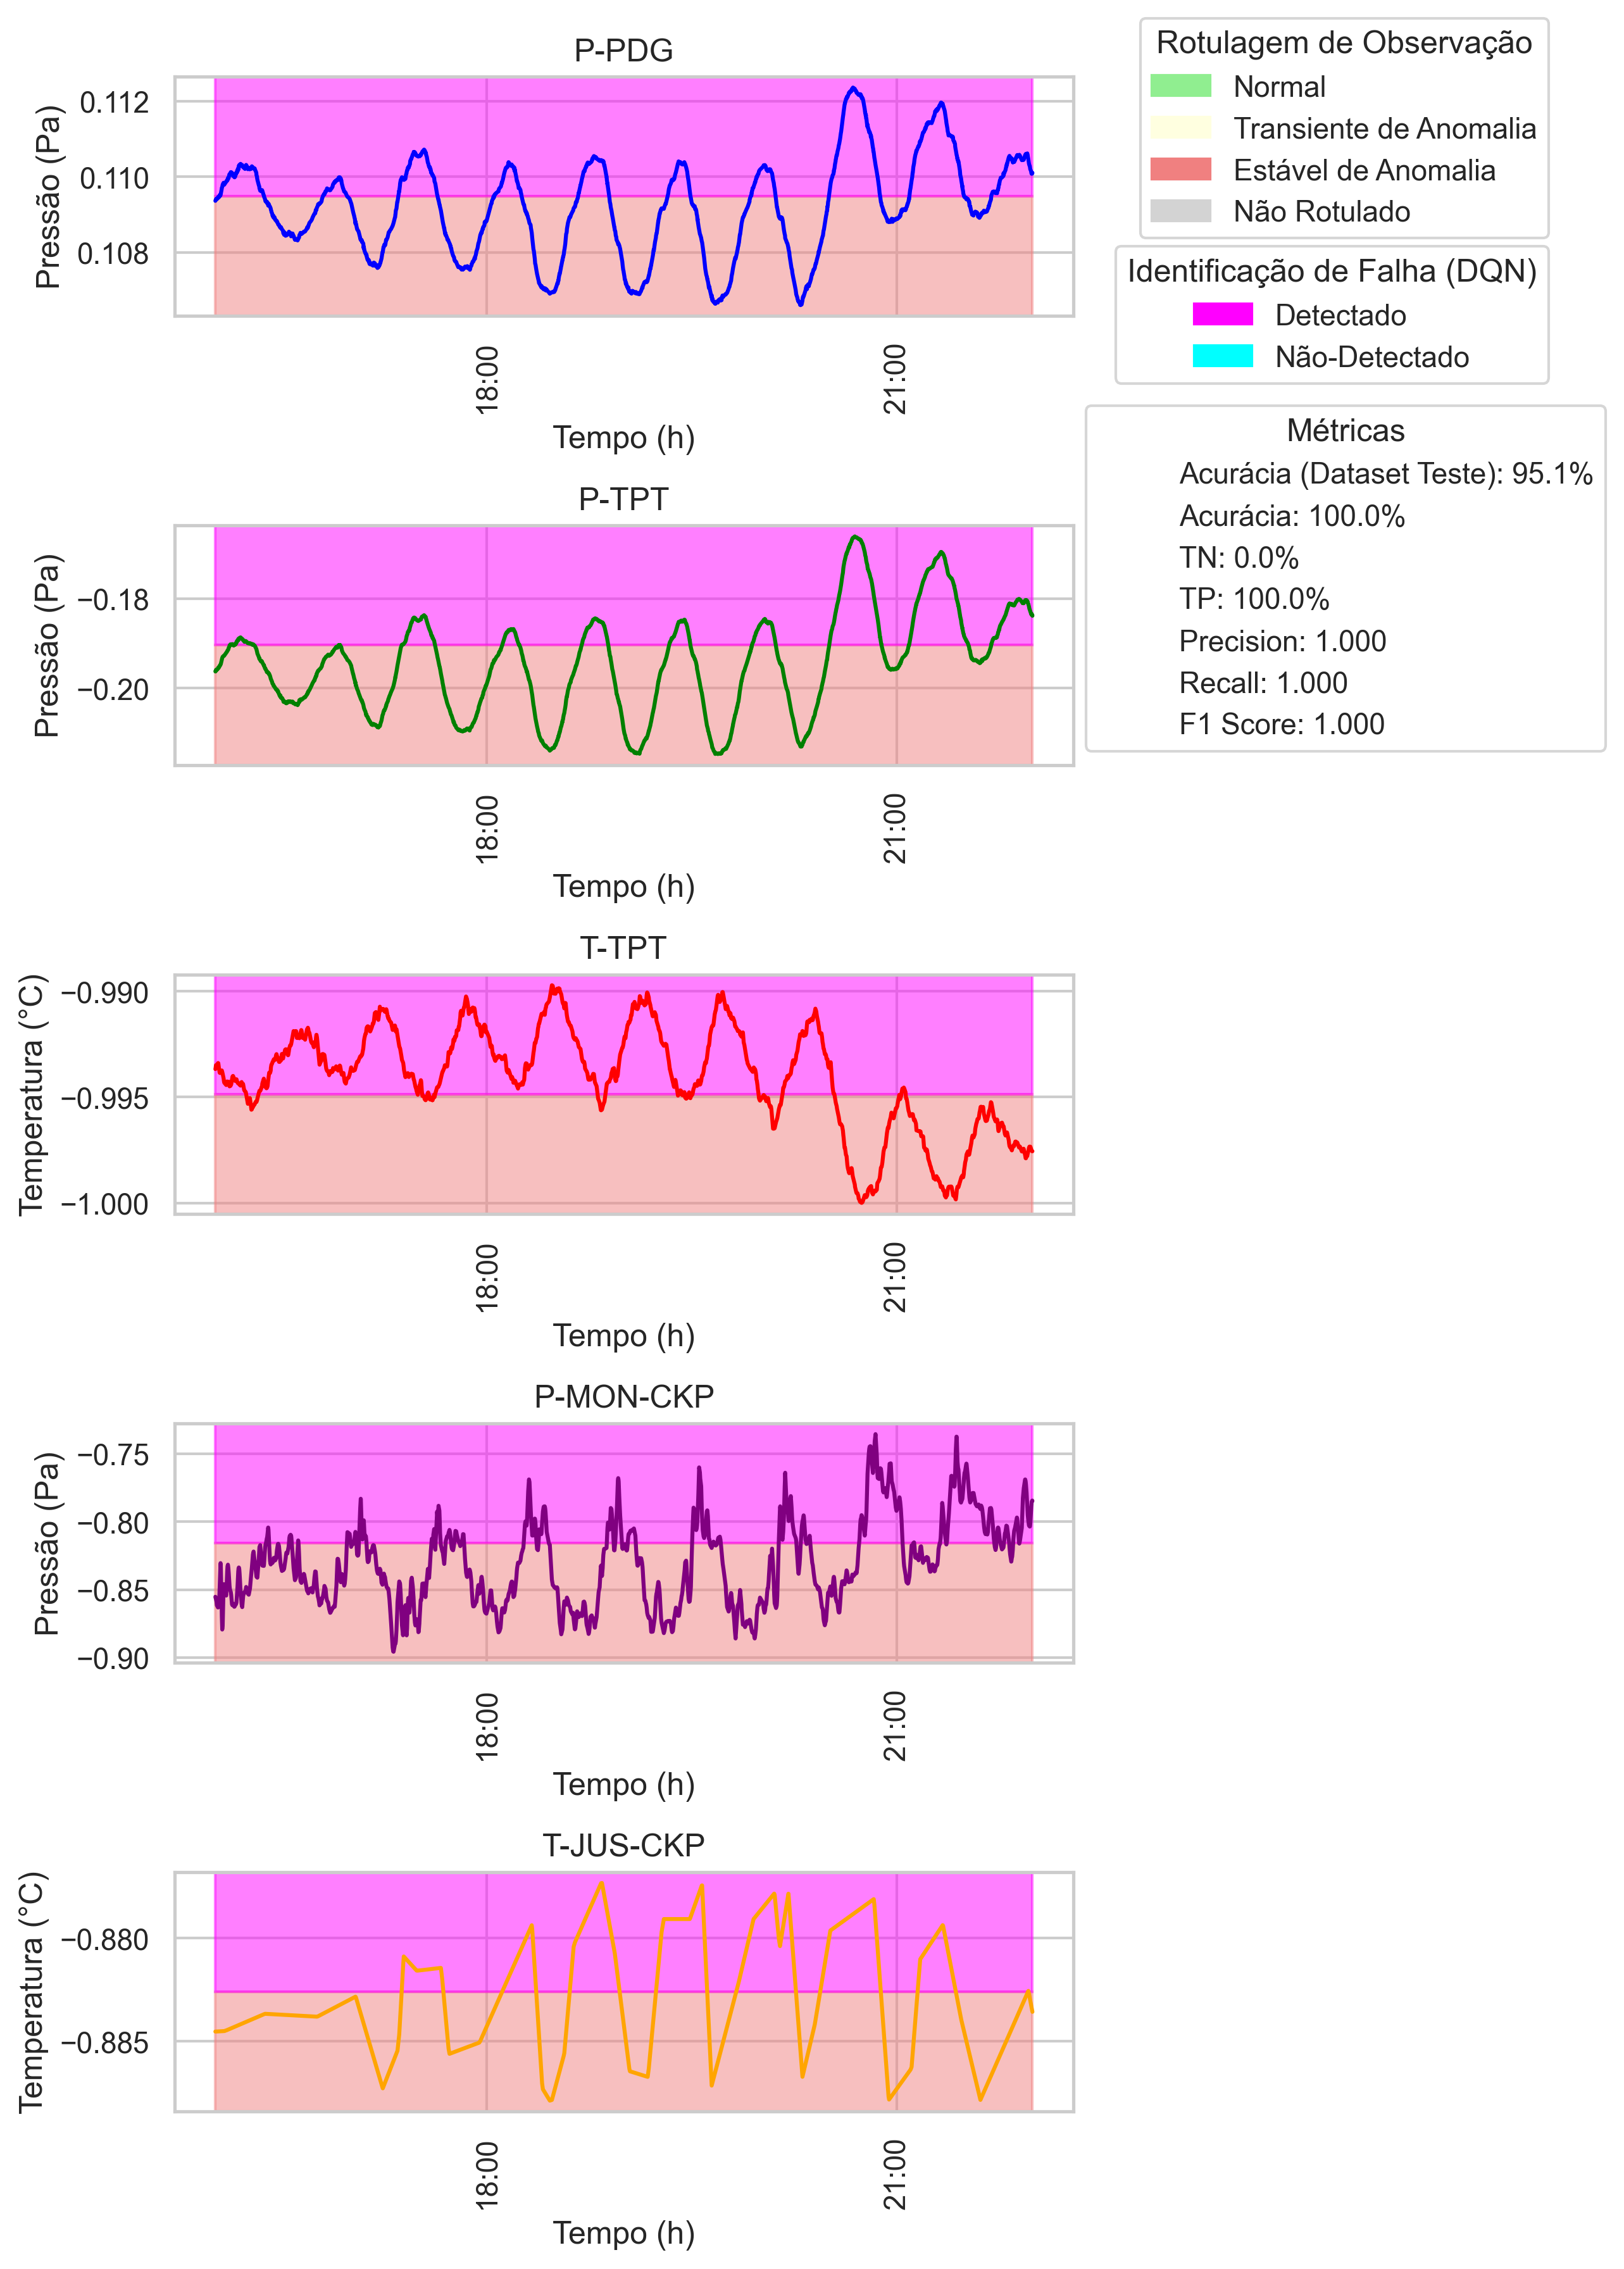 P-PDG
Pressão (Pa)
0.112
0.110
0.108
18:00
21:00
Tempo (h)
Rotulagem de Observação
Normal
Transiente de Anomalia
Estável de Anomalia
Não Rotulado
Identificação de Falha (DQN)
Detectado
Não-Detectado
Métricas
Acurácia (Dataset Teste): 95.1%
Acurácia: 100.0%
TN: 0.0%
TP: 100.0%
Precision: 1.000
Recall: 1.000
F1 Score: 1.000
P-TPT
Pressão (Pa)
−0.18
−0.20
18:00
21:00
Tempo (h)
T-TPT
Temperatura (°C)
−0.990
−0.995
−1.000
18:00
21:00
Tempo (h)
P-MON-CKP
Pressão (Pa)
−0.75
−0.80
−0.85
−0.90
18:00
21:00
Tempo (h)
T-JUS-CKP
Temperatura (°C)
−0.880
−0.885
18:00
21:00
Tempo (h)